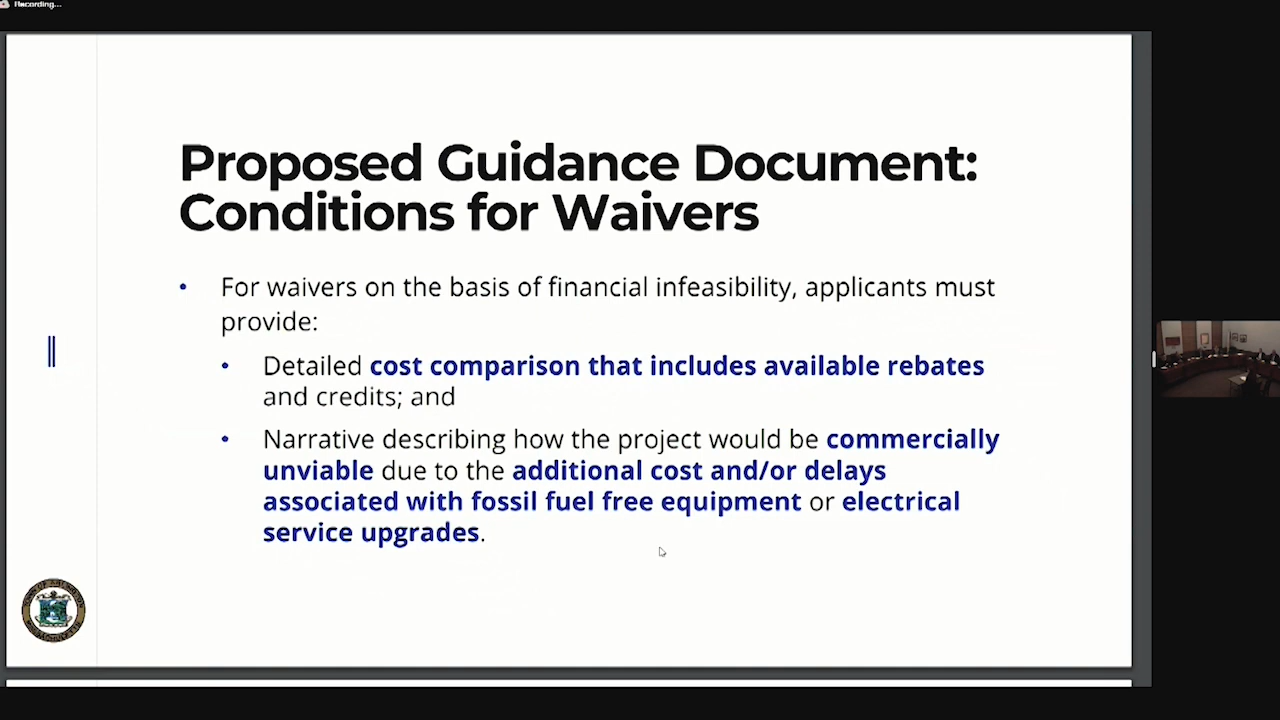 Recording...
Proposed Guidance Document:
Conditions for Waivers
• For waivers on the basis of financial infeasibility, applicants must
provide:
• Detailed cost comparison that includes available rebates
and credits; and
• Narrative describing how the project would be commercially
unviable due to the additional cost and/or delays
associated with fossil fuel free equipment or electrical
service upgrades.